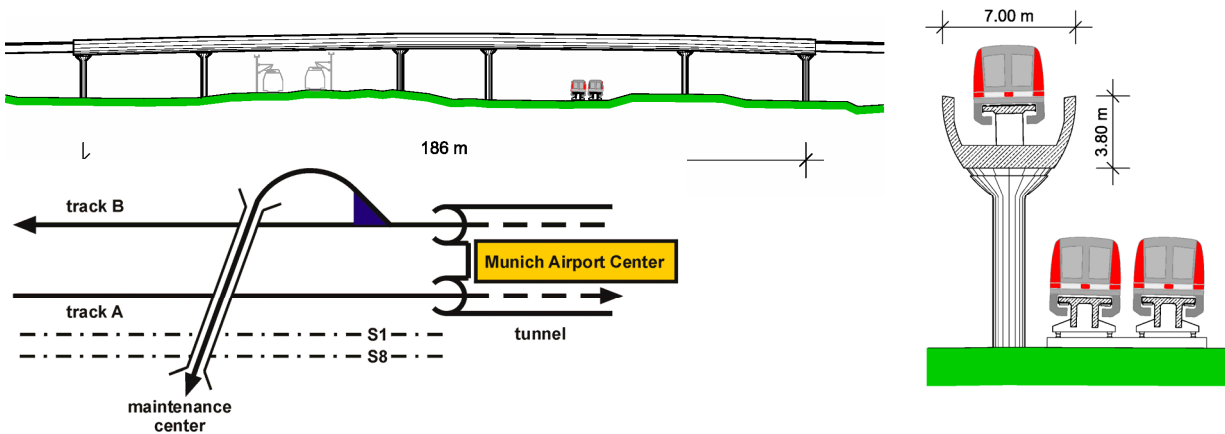 7.00 m
3.80 m
186 m
track B
Munich Airport Center
track A
S1
S8
tunnel
maintenance
center